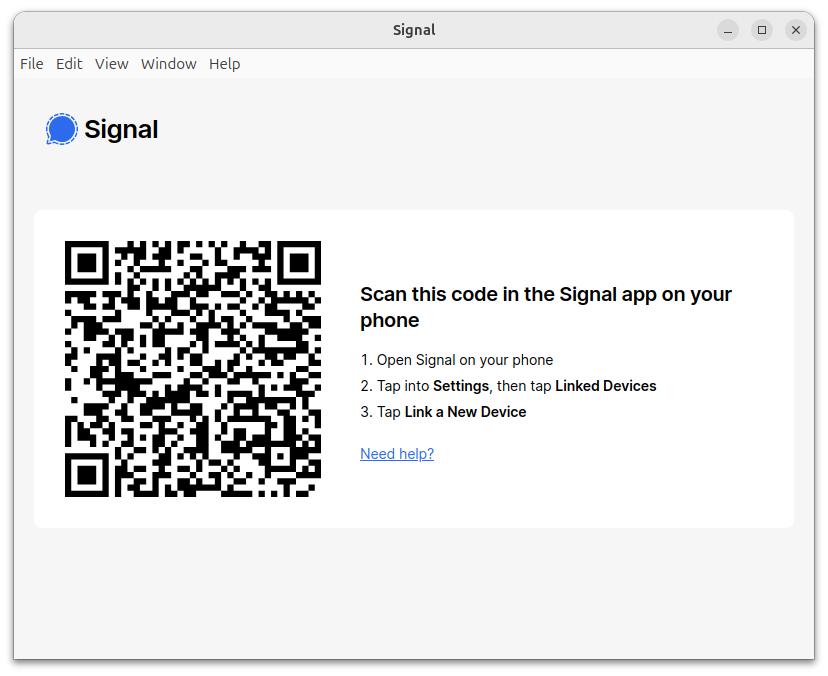 Signal
File Edit View Window Help
Signal
Scan this code in the Signal app on your
phone
1. Open Signal on your phone
2. Tap into Settings, then tap Linked Devices
3. Tap Link a New Device
Need help?